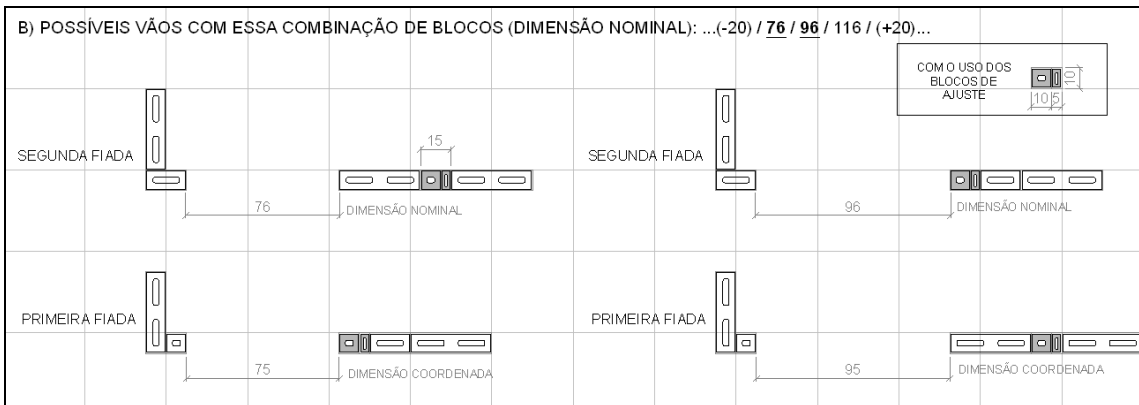 B) POSSÍVEIS VÃOS COM ESSA COMBINAÇÃO DE BLOCOS (DIMENSÃO NOMINAL): ...(-20) / 76 / 96 / 116 / (+20)...
COM O USO DOS
BLOCOS DE
AJUSTE
10
10 5
SEGUNDA FIADA
15
76
DIMENSÃO NOMINAL
SEGUNDA FIADA
96
DIMENSÃO NOMINAL
PRIMEIRA FIADA
75
DIMENSÃO COORDENADA
PRIMEIRA FIADA
95
DIMENSÃO COORDENADA